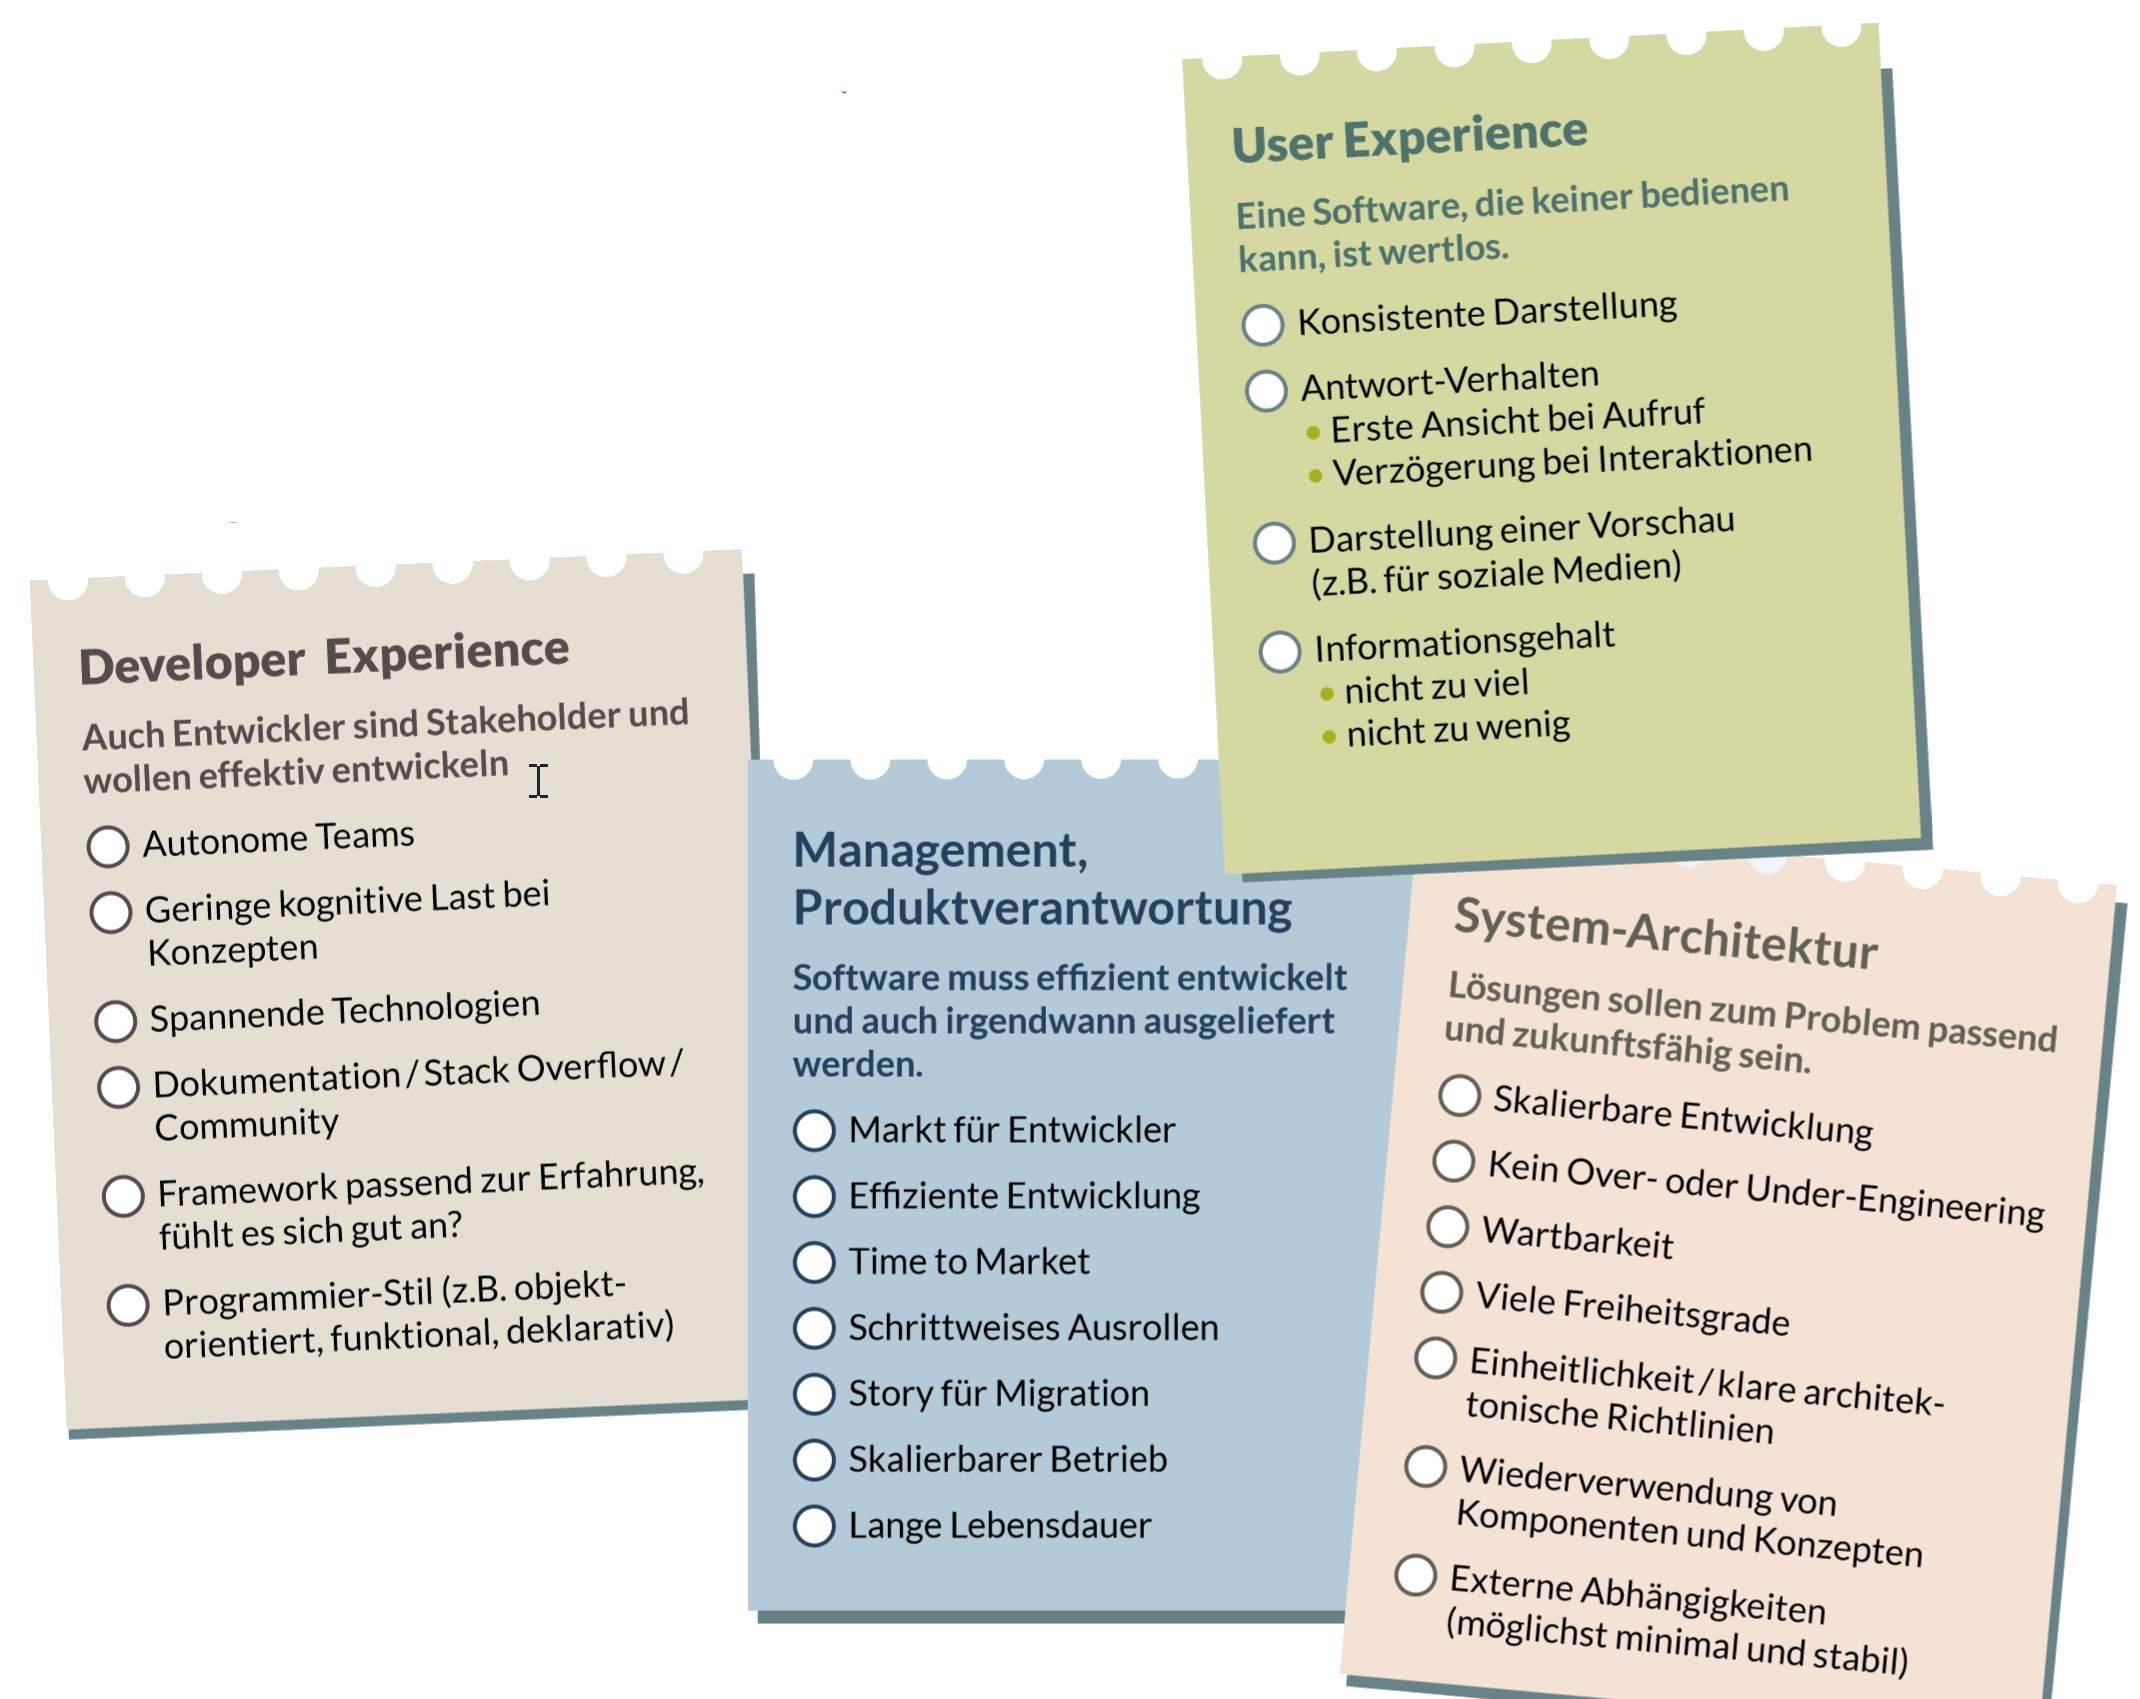 User Experience
Eine Software, die keiner bedienen
kann, ist wertlos.
Konsistente Darstellung
Antwort-Verhalten
• Erste Ansicht bei Aufruf
• Verzögerung bei Interaktionen
Darstellung einer Vorschau
(z.B. für soziale Medien)
Informationsgehalt
• nicht zu viel
• nicht zu wenig
Developer Experience
Auch Entwickler sind Stakeholder und
wollen effektiv entwickeln
Autonome Teams
Geringe kognitive Last bei
Konzepten
Spannende Technologien
Dokumentation / Stack Overflow /
Community
Framework passend zur Erfahrung,
fühlt es sich gut an?
Programmier-Stil (z.B. objekt-
orientiert, funktional, deklarativ)
Management,
Produktverantwortung
Software muss effizient entwickelt
und auch irgendwann ausgeliefert
werden.
Markt für Entwickler
Effiziente Entwicklung
Time to Market
Schrittweises Ausrollen
Story für Migration
Skalierbarer Betrieb
Lange Lebensdauer
System-Architektur
Lösungen sollen zum Problem passend
und zukunftsfähig sein.
Skalierbare Entwicklung
Kein Over- oder Under-Engineering
Wartbarkeit
Viele Freiheitsgrade
Einheitlichkeit / klare architek-
tonische Richtlinien
Wiederverwendung von
Komponenten und Konzepten
Externe Abhängigkeiten
(möglichst minimal und stabil)